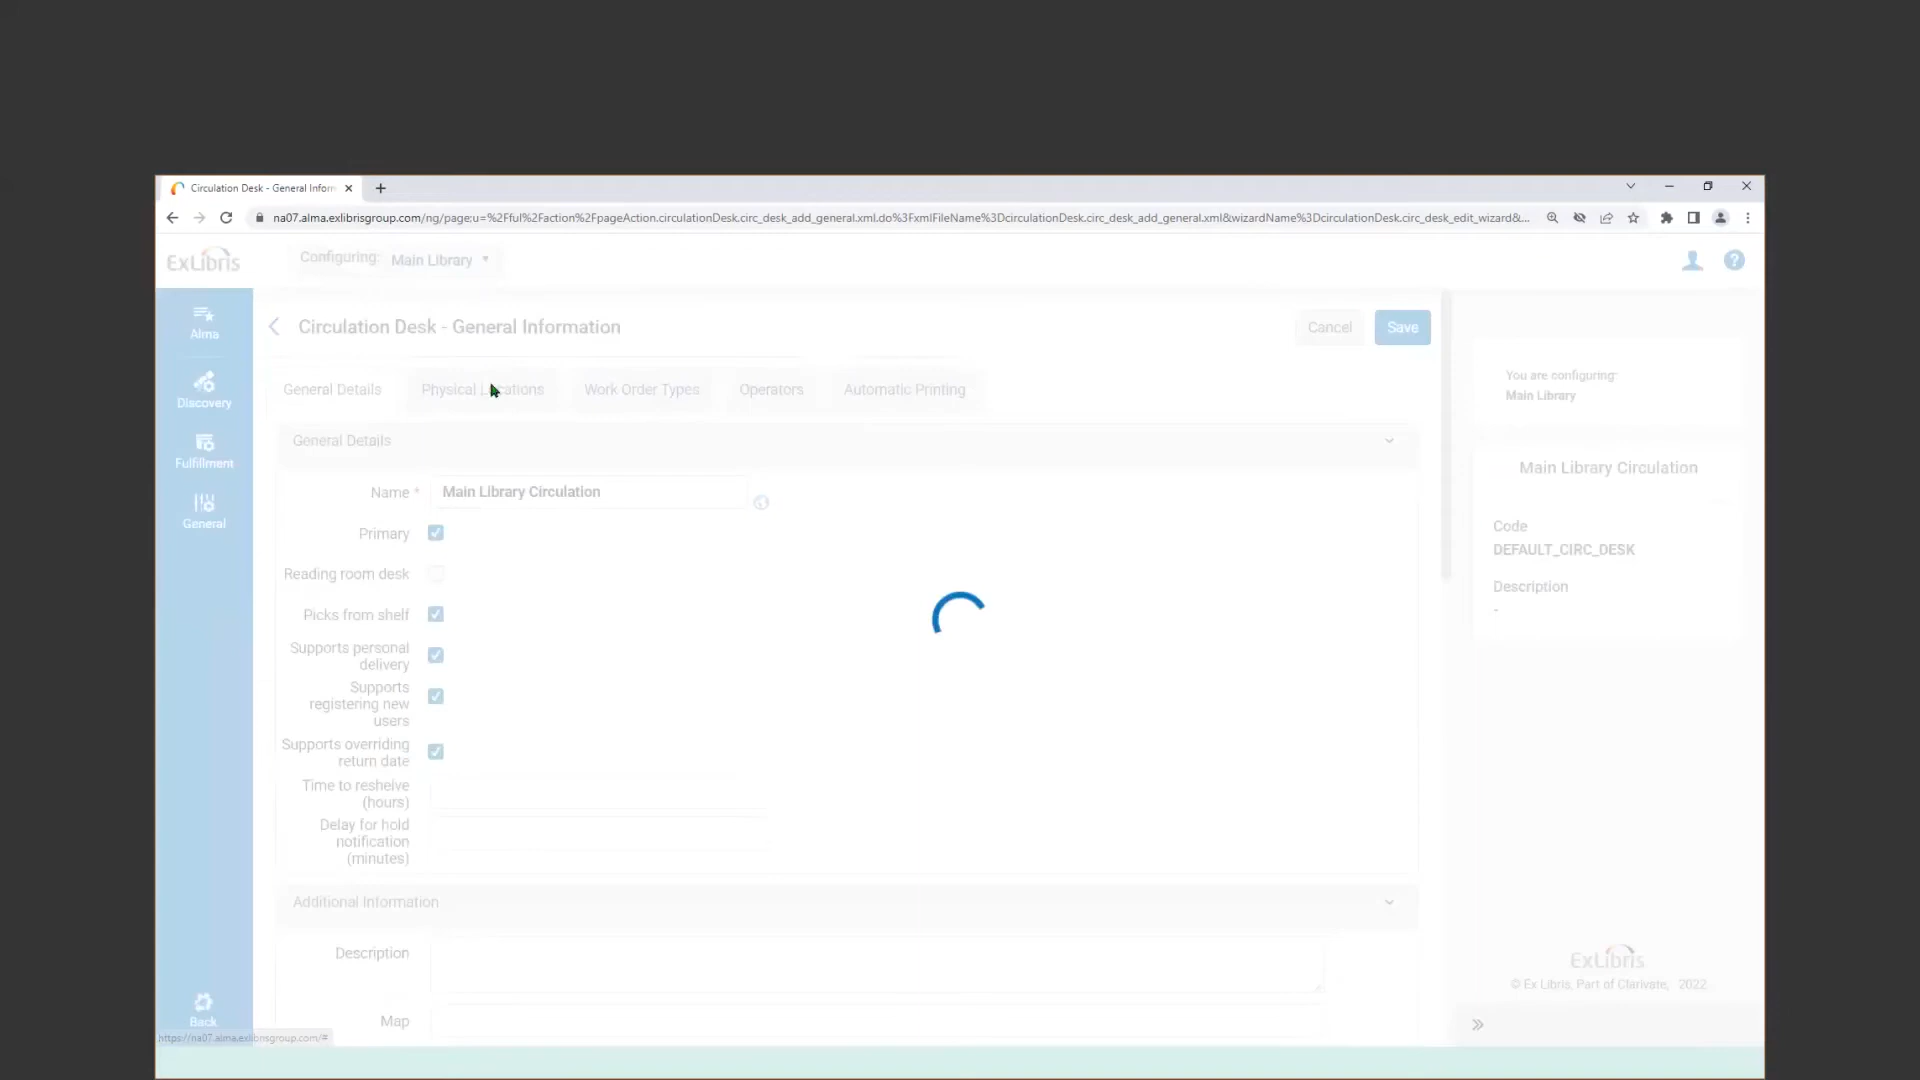 Circulation Desk - General Inforn
na07.alma.exlibrisgroup.com/ng/page;u=%2Fful%2Faction%2FpageAction.circulationDesk.circ_desk_add_general.xml.do%3FxmlFileName%3DcirculationDesk.circ_desk_add_general.xml&wizardName%3DcirculationDesk.circ_desk_edit_wizard&...
ExLibris
Configuring: Main Library
Alma
Discovery
Fulfillment
General
Back
Circulation Desk - General Information
Cancel
Save
General Details
Physical Locations
Work Order Types
Operators
Automatic Printing
General Details
Name * Main Library Circulation
Primary
Reading room desk
Picks from shelf
Supports personal
delivery
Supports
registering new
users
Supports overriding
return date
Time to reshelve
(hours)
Delay for hold
notification
(minutes)
Additional Information
Description
Map
You are configuring:
Main Library
Main Library Circulation
Code
DEFAULT_CIRC_DESK
Description
-
ExLibris
© Ex Libris, Part of Clarivate, 2022
https://na07.alma.exlibrisgroup.com/#